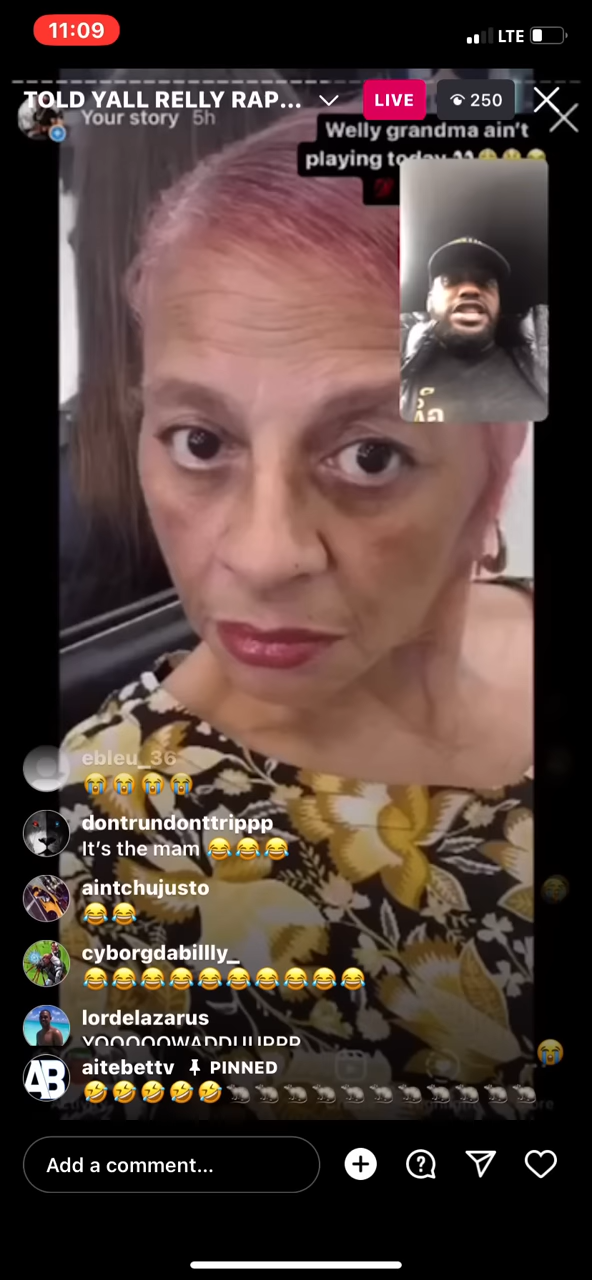 11:09
LTE
TOLD YALL RELLY RAP...
LIVE
250
Your story 5h
Welly grandma ain't
playing today
ebleu_36
😭😭😭😭
dontrundonttrippp
It's the mam 😂😂😂
aintchujusto
😂😂
cyborgdabillly_
😂😂😂😂😂😂😂😂😂😂
lordelazarus
YOOOOOWADDUUPPP
aitebettv PINNED
🤣🤣🤣🤣🤣🐀🐀🐀🐀🐀🐀🐀🐀🐀🐀🐀
Add a comment...